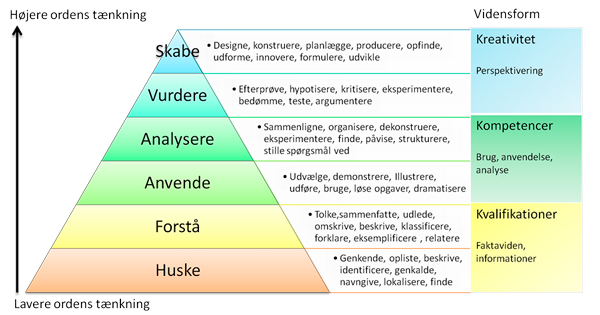 Højere ordens tænkning
Vidensform
Skabe
• Designe, konstruere, planlægge, producere, opfinde,
udforme, innovere, formulere, udvikle
Kreativitet
Perspektivering
Vurdere
• Efterprøve, hypotisere, kritisere, eksperimentere,
bedømme, teste, argumentere
Analysere
• Sammenligne, organisere, dekonstruere,
eksperimentere, finde, påvise, strukturere,
stille spørgsmål ved
Kompetencer
Brug, anvendelse,
analyse
Anvende
• Udvælge, demonstrere, Illustrere,
udføre, bruge, løse opgaver, dramatisere
Forstå
• Tolke,sammenfatte, udlede,
omskrive, beskrive, klassificere,
forklare, eksemplificere , relatere
Kvalifikationer
Faktaviden,
informationer
Huske
• Genkende, opliste, beskrive,
identificere, genkalde,
navngive, lokalisere, finde
Lavere ordens tænkning